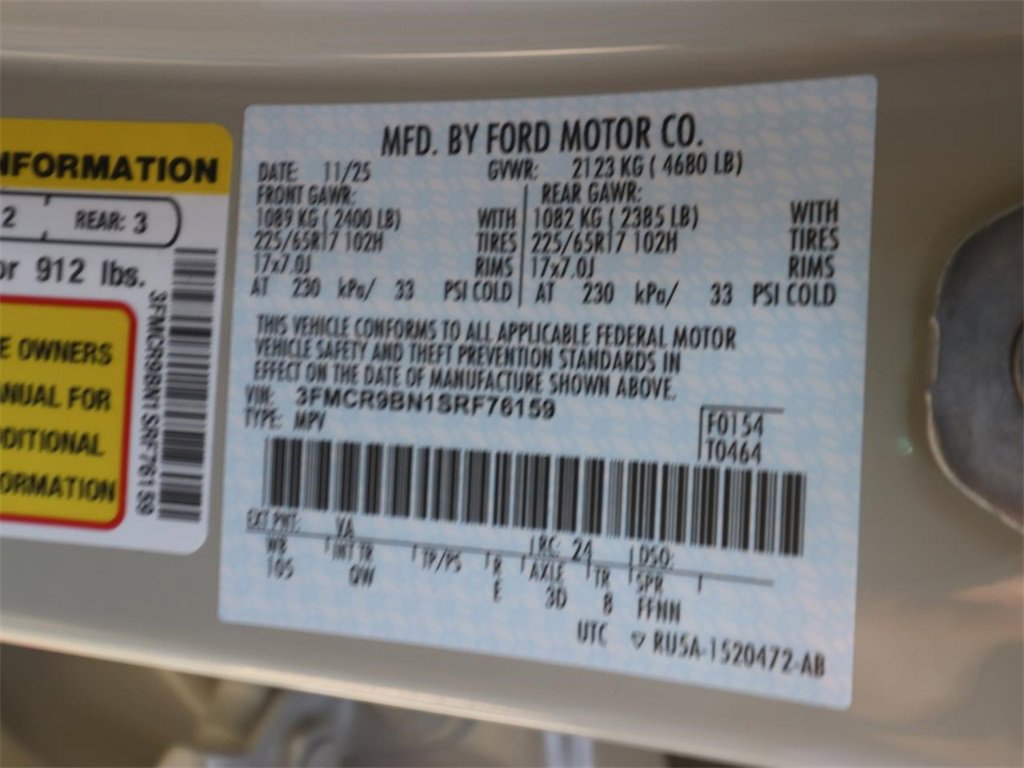 NFORMATION
2 REAR: 3
or 912 lbs.
E OWNERS
NUAL FOR
DITIONAL
ORMATION
3FMCR9BN1SRF76159
MFD. BY FORD MOTOR CO.
DATE: 11/25 GVWR: 2123 KG ( 4680 LB)
FRONT GAWR: REAR GAWR:
1089 KG ( 2400 LB) WITH 1082 KG ( 2385 LB) WITH
225/65R17 102H TIRES 225/65R17 102H TIRES
17x7.0J RIMS 17x7.0J RIMS
AT 230 kPa/ 33 PSI COLD AT 230 kPa/ 33 PSI COLD
THIS VEHICLE CONFORMS TO ALL APPLICABLE FEDERAL MOTOR
VEHICLE SAFETY AND THEFT PREVENTION STANDARDS IN
EFFECT ON THE DATE OF MANUFACTURE SHOWN ABOVE.
VIN: 3FMCR9BN1SRF76159
TYPE: MPV
F0154
T0464
EXT PNT: YA RC: 24 DSO:
WB INT TR TP/PS R AXLE TR SPR
105 QW E 3D 8 FFNN
UTC RU5A-1520472-AB